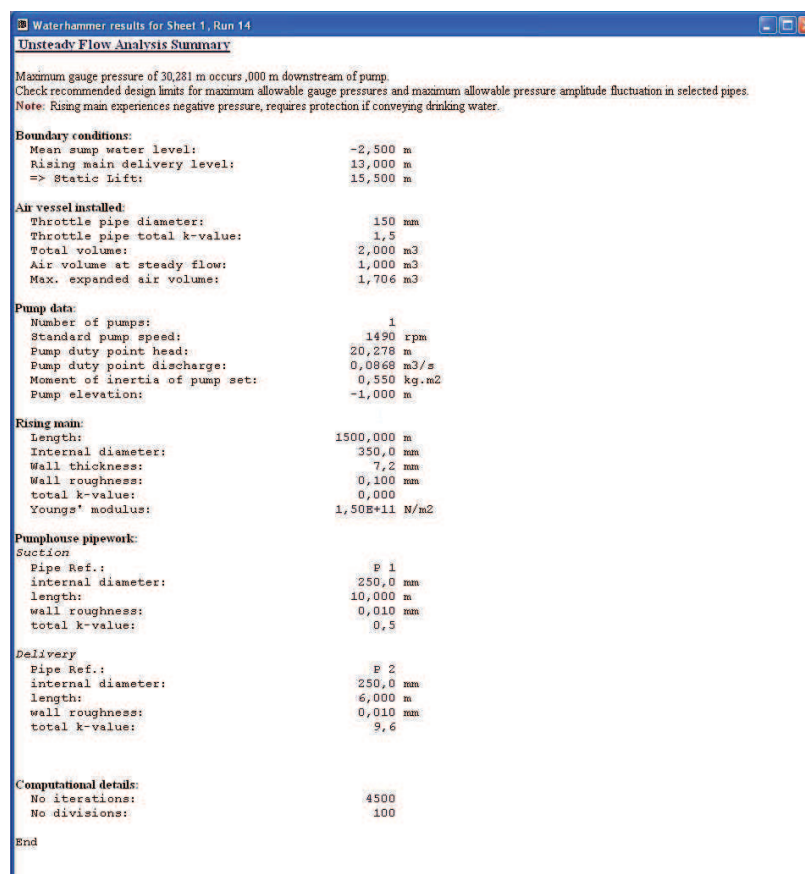 Waterhammer results for Sheet 1, Run 14
Unsteady Flow Analysis Summary
Maximum gauge pressure of 30,281 m occurs ,000 m downstream of pump.
Check recommended design limits for maximum allowable gauge pressures and maximum allowable pressure amplitude fluctuation in selected pipes.
Note: Rising main experiences negative pressure, requires protection if conveying drinking water.
Boundary conditions:
Mean sump water level: -2,500 m
Rising main delivery level: 13,000 m
=> Static Lift: 15,500 m
Air vessel installed:
Throttle pipe diameter: 150 mm
Throttle pipe total k-value: 1,5
Total volume: 2,000 m3
Air volume at steady flow: 1,000 m3
Max. expanded air volume: 1,706 m3
Pump data:
Number of pumps: 1
Standard pump speed: 1490 rpm
Pump duty point head: 20,278 m
Pump duty point discharge: 0,0868 m3/s
Moment of inertia of pump set: 0,550 kg.m2
Pump elevation: -1,000 m
Rising main:
Length: 1500,000 m
Internal diameter: 350,0 mm
Wall thickness: 7,2 mm
Wall roughness: 0,100 mm
total k-value: 0,000
Youngs' modulus: 1,50E+11 N/m2
Pumphouse pipework:
Suction
Pipe Ref.: P 1
internal diameter: 250,0 mm
length: 10,000 m
wall roughness: 0,010 mm
total k-value: 0,5
Delivery
Pipe Ref.: P 2
internal diameter: 250,0 mm
length: 6,000 m
wall roughness: 0,010 mm
total k-value: 9,6
Computational details:
No iterations: 4500
No divisions: 100
End